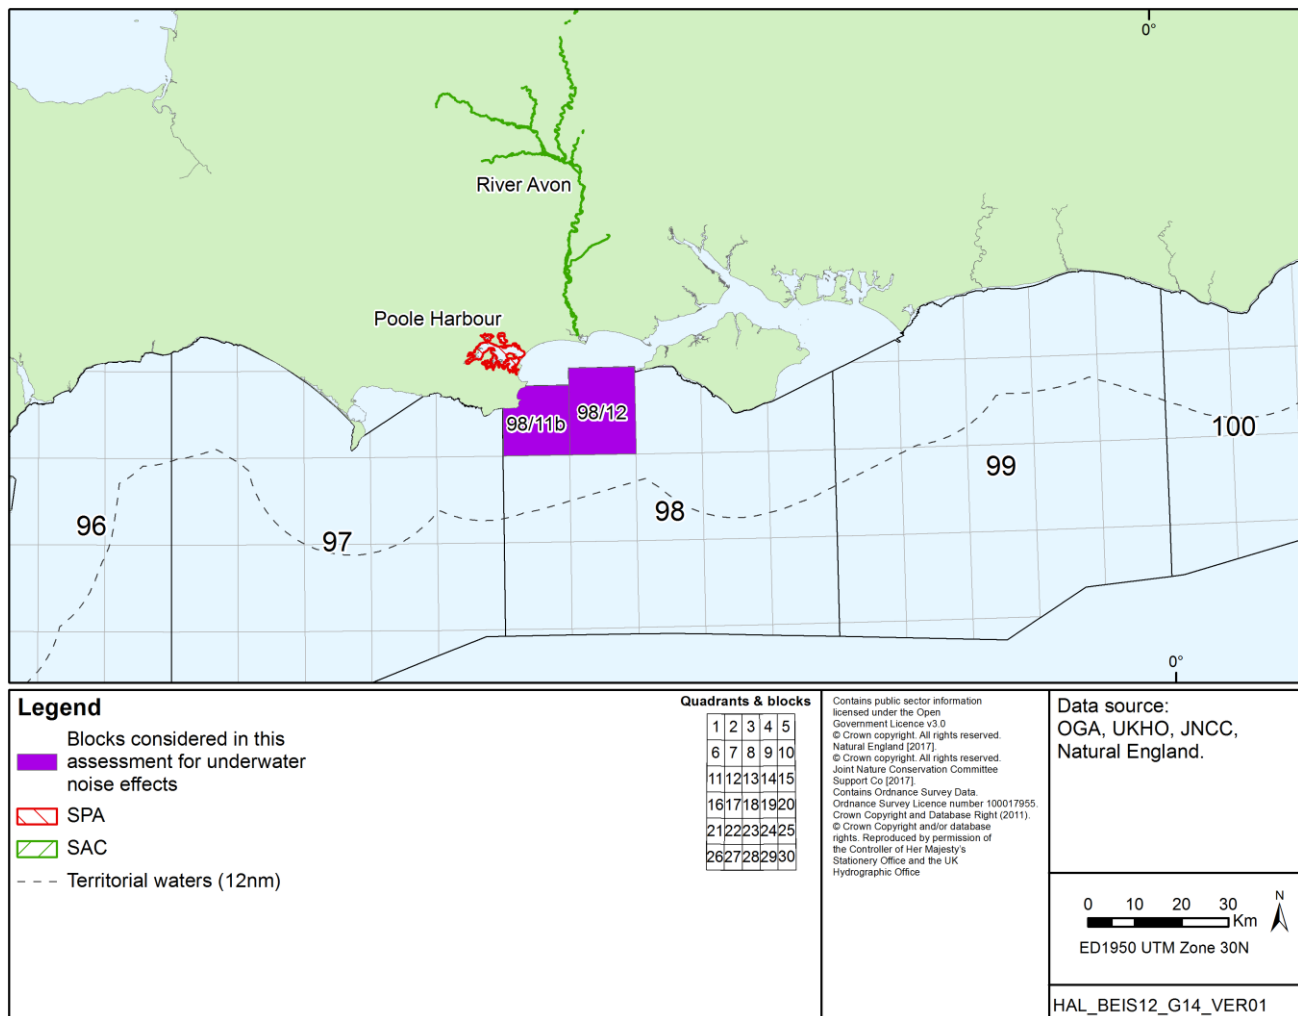 0°
River Avon
Poole Harbour
98/11b
98/12
100
99
98
96
97
0°
Legend
Blocks considered in this
assessment for underwater
noise effects
SPA
SAC
Territorial waters (12nm)
Quadrants & blocks
1 2 3 4 5
6 7 8 9 10
11 12 13 14 15
16 17 18 19 20
21 22 23 24 25
26 27 28 29 30
Contains public sector information
licensed under the Open
Government Licence v3.0
© Crown copyright. All rights reserved.
Natural England [2017].
© Crown copyright. All rights reserved.
Joint Nature Conservation Committee
Support Co [2017].
Contains Ordnance Survey Data.
Ordnance Survey Licence number 100017955.
Crown Copyright and Database Right (2011).
© Crown Copyright and/or database
rights. Reproduced by permission of
the Controller of Her Majesty's
Stationery Office and the UK
Hydrographic Office
Data source:
OGA, UKHO, JNCC,
Natural England.
0 10 20 30
Km
N
ED1950 UTM Zone 30N
HAL_BEIS12_G14_VER01